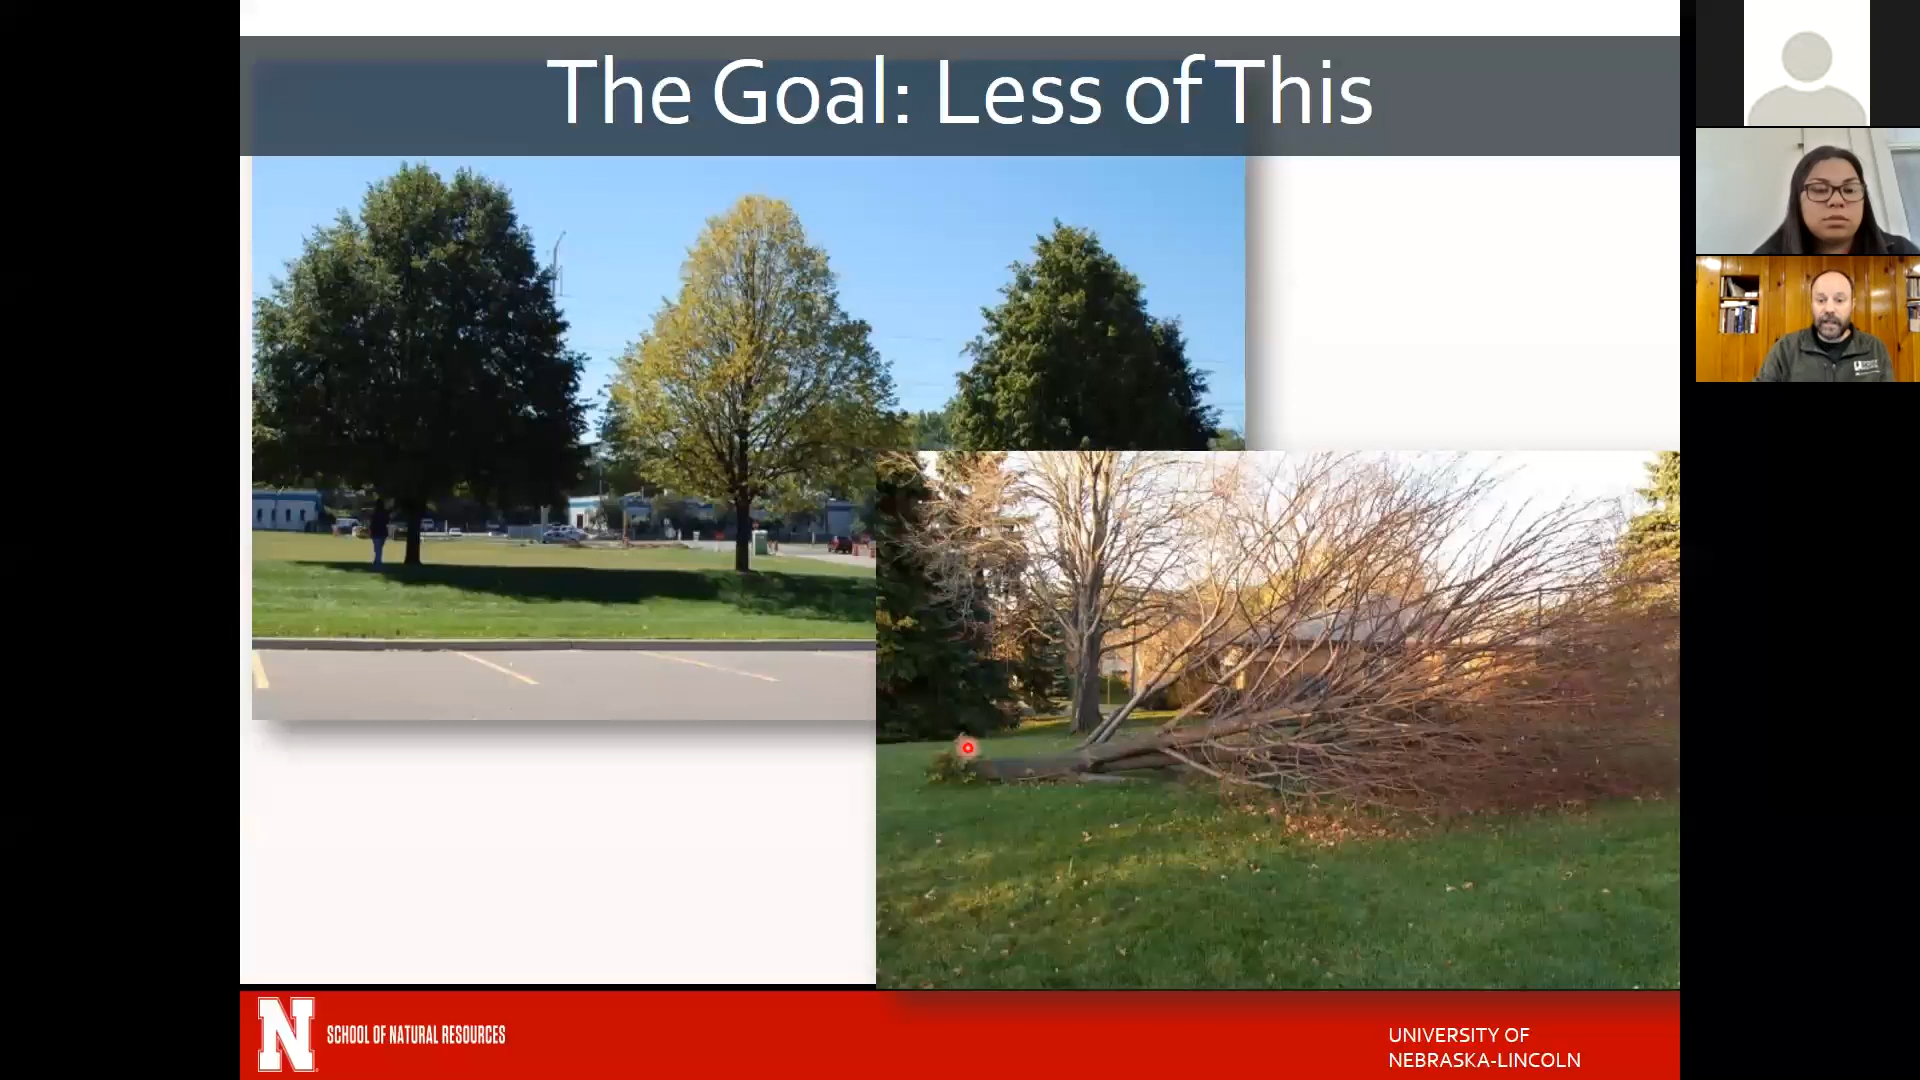 The Goal: Less of This
N
SCHOOL OF NATURAL RESOURCES
UNIVERSITY OF
NEBRASKA-LINCOLN